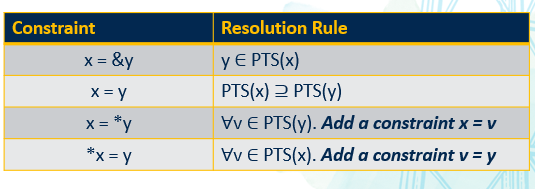 Constraint Resolution Rule
x = &y y ∈ PTS(x)
x = y PTS(x) ⊇ PTS(y)
x = *y ∀v ∈ PTS(y). Add a constraint x = v
*x = y ∀v ∈ PTS(x). Add a constraint v = y